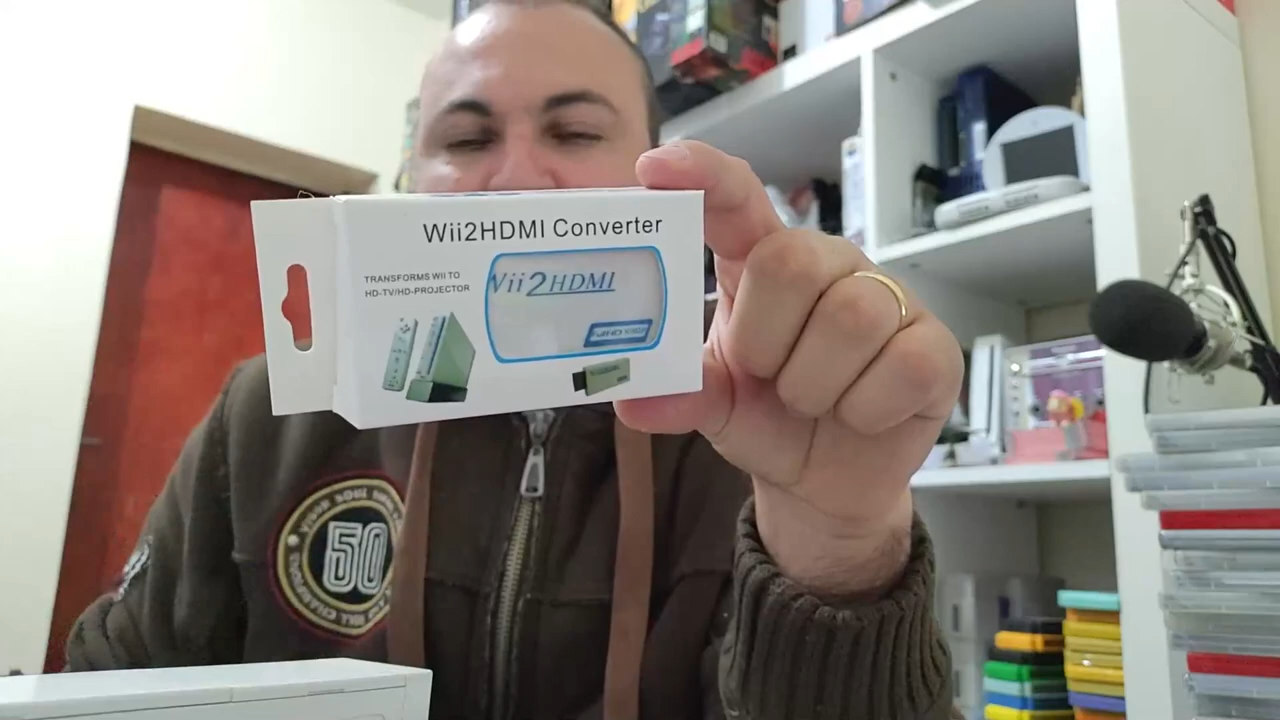 Wii2HDMI Converter
TRANSFORMS WII TO
HD-TV/HD-PROJECTOR
Wii2HDMI
50